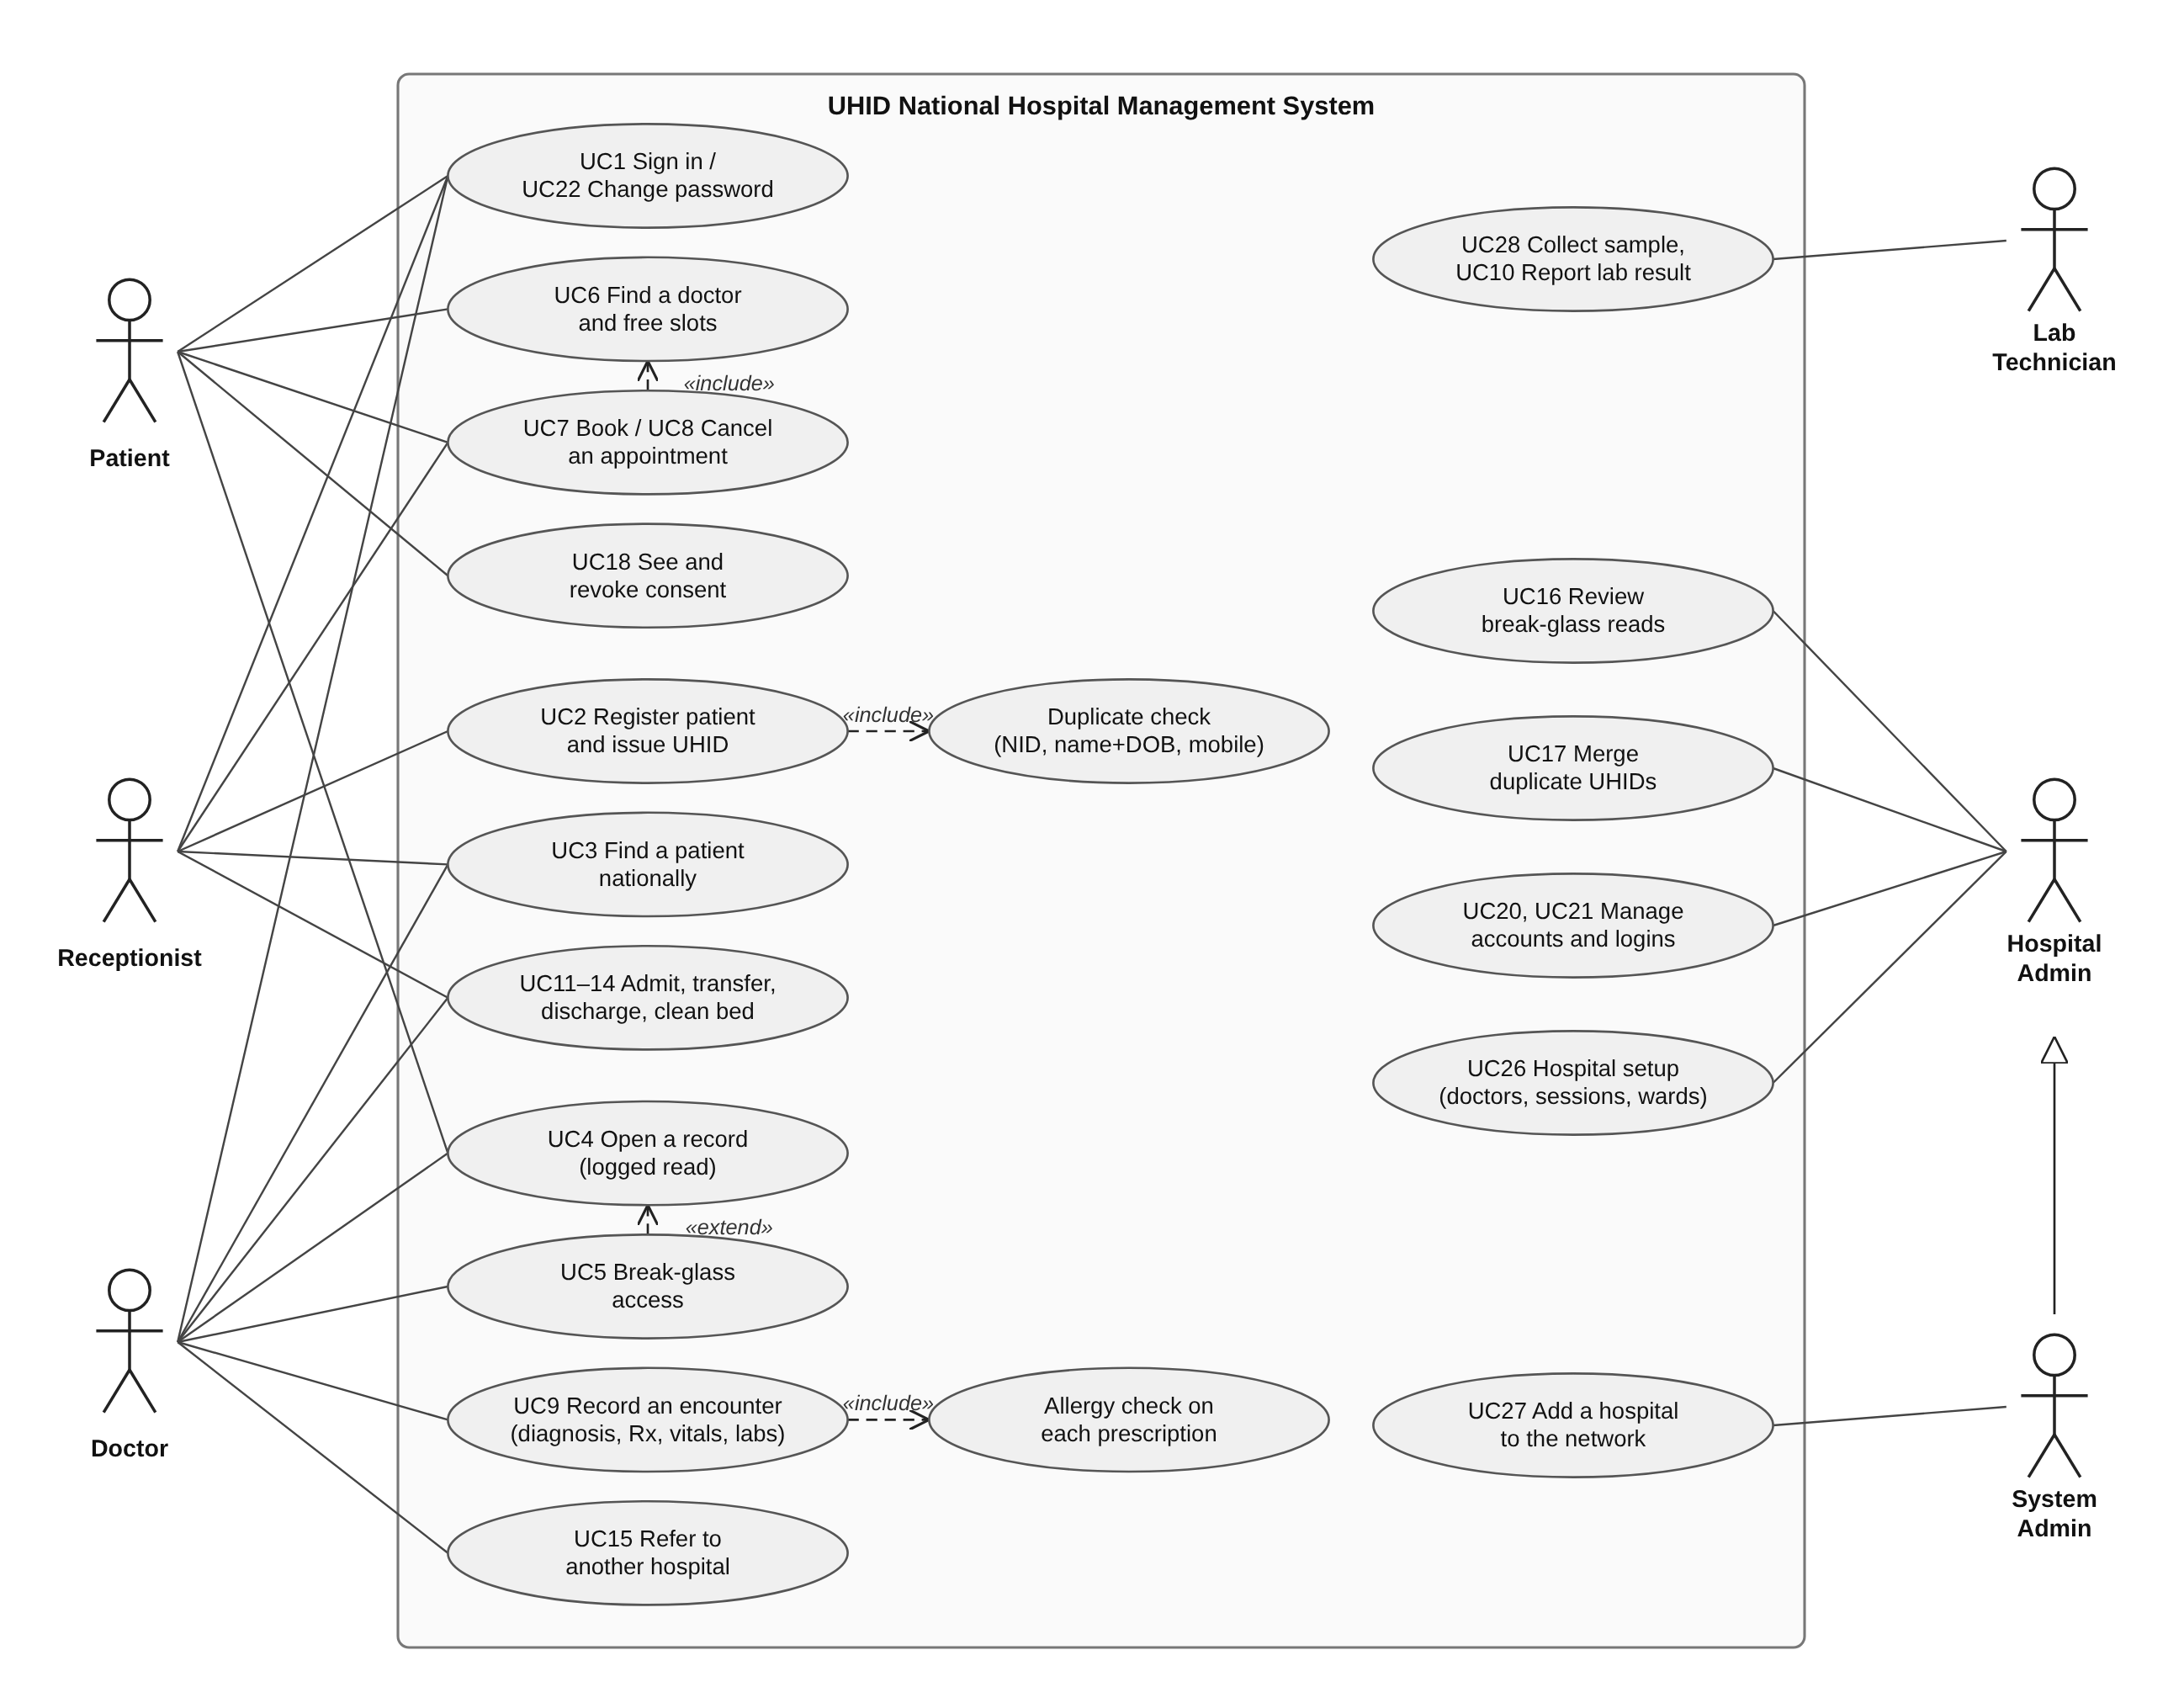 UHID National Hospital Management System
UC1 Sign in /
UC22 Change password
UC6 Find a doctor
and free slots
«include»
UC7 Book / UC8 Cancel
an appointment
UC18 See and
revoke consent
UC2 Register patient
and issue UHID
«include»
Duplicate check
(NID, name+DOB, mobile)
UC3 Find a patient
nationally
UC11–14 Admit, transfer,
discharge, clean bed
UC4 Open a record
(logged read)
«extend»
UC5 Break-glass
access
UC9 Record an encounter
(diagnosis, Rx, vitals, labs)
«include»
Allergy check on
each prescription
UC15 Refer to
another hospital
UC28 Collect sample,
UC10 Report lab result
UC16 Review
break-glass reads
UC17 Merge
duplicate UHIDs
UC20, UC21 Manage
accounts and logins
UC26 Hospital setup
(doctors, sessions, wards)
UC27 Add a hospital
to the network
Patient
Receptionist
Doctor
Lab
Technician
Hospital
Admin
System
Admin